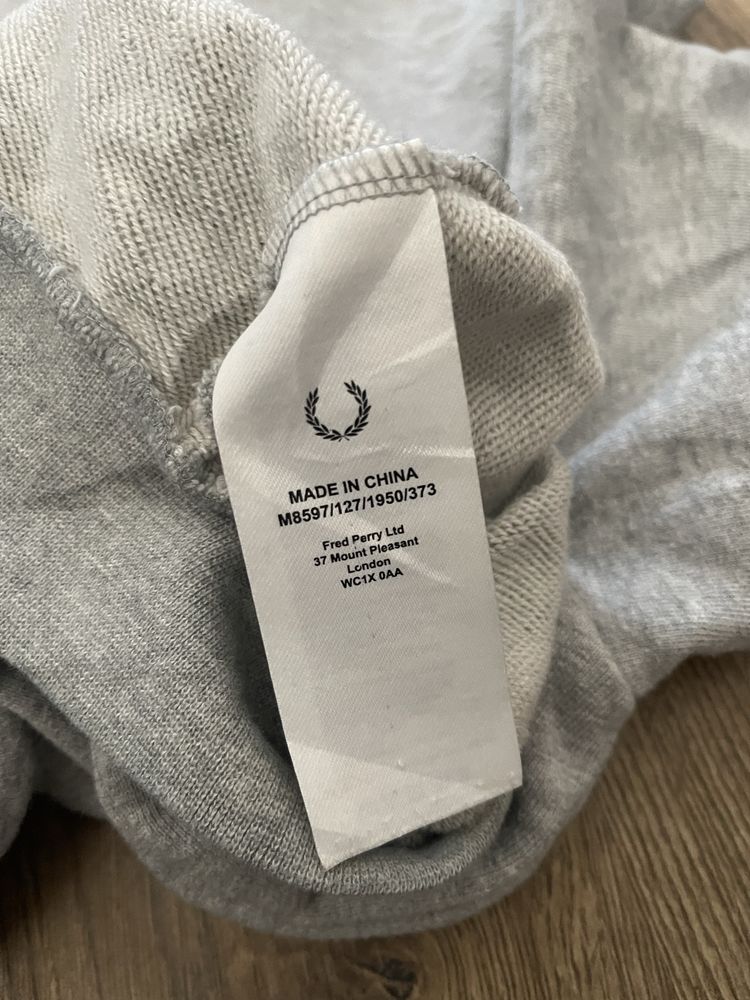 MADE IN CHINA
M8597/127/1950/373
Fred Perry Ltd
37 Mount Pleasant
London
WC1X 0AA